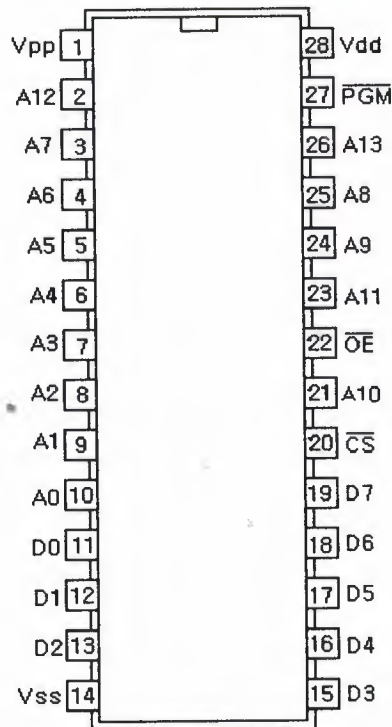 Vpp 1 28 Vdd
A12 2 27 PGM
A7 3 26 A13
A6 4 25 A8
A5 5 24 A9
A4 6 23 A11
A3 7 22 OE
A2 8 21 A10
A1 9 20 CS
A0 10 19 D7
D0 11 18 D6
D1 12 17 D5
D2 13 16 D4
Vss 14 15 D3